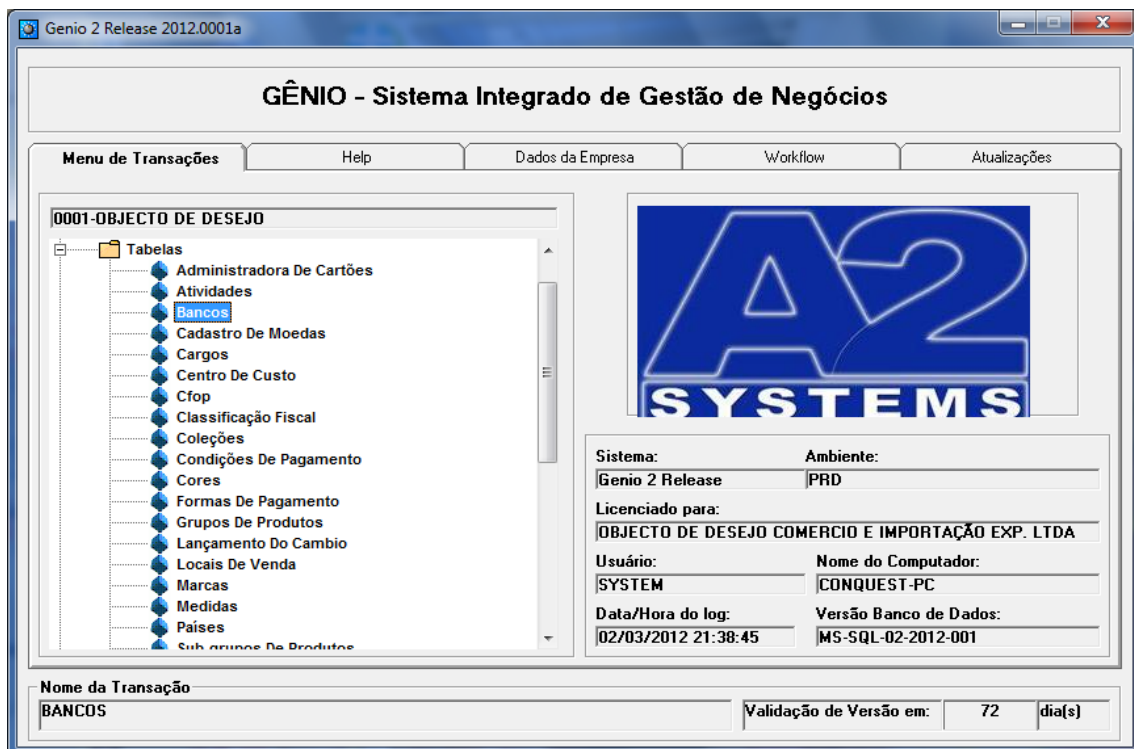 Genio 2 Release 2012.0001a
GÊNIO - Sistema Integrado de Gestão de Negócios
Menu de Transações
Help
Dados da Empresa
Workflow
Atualizações
0001-OBJECTO DE DESEJO
Tabelas
Administradora De Cartões
Atividades
Bancos
Cadastro De Moedas
Cargos
Centro De Custo
Cfop
Classificação Fiscal
Coleções
Condições De Pagamento
Cores
Formas De Pagamento
Grupos De Produtos
Lançamento Do Cambio
Locais De Venda
Marcas
Medidas
Países
Sub grupos De Produtos
A2
SYSTEMS
Sistema: Ambiente:
Genio 2 Release PRD
Licenciado para:
OBJECTO DE DESEJO COMERCIO E IMPORTAÇÃO EXP. LTDA
Usuário: Nome do Computador:
SYSTEM CONQUEST-PC
Data/Hora do log: Versão Banco de Dados:
02/03/2012 21:38:45 MS-SQL-02-2012-001
Nome da Transação
BANCOS
Validação de Versão em: 72 dia(s)